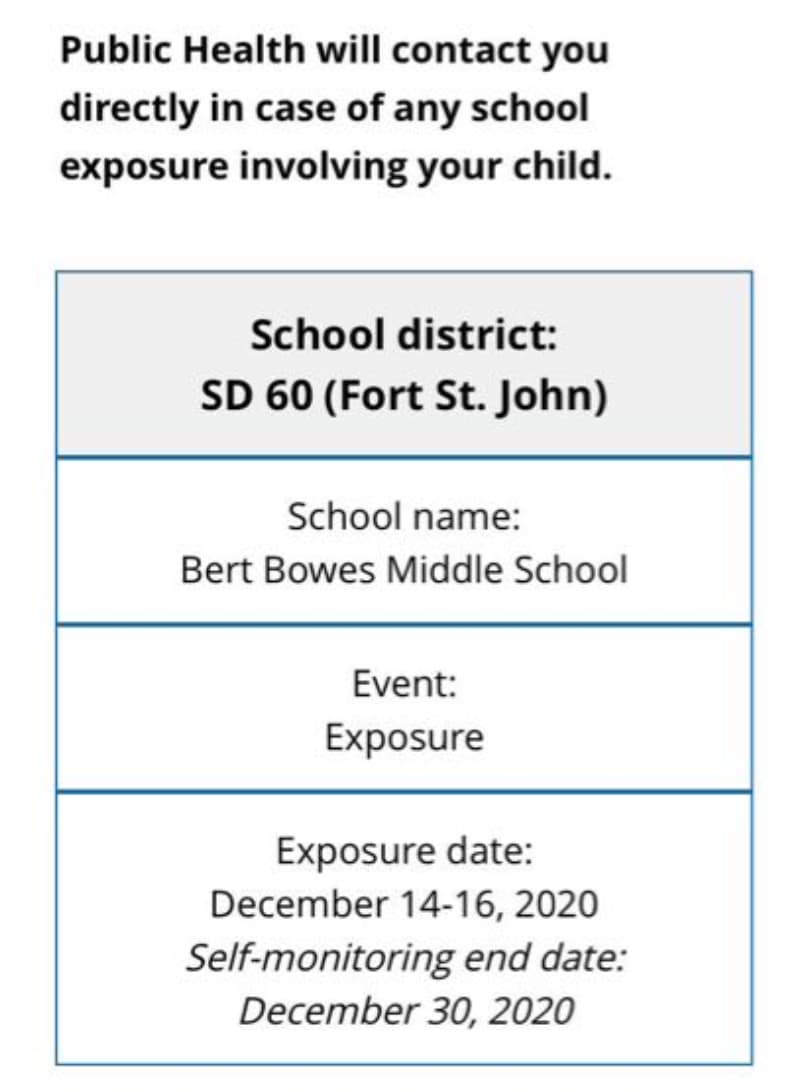 Public Health will contact you
directly in case of any school
exposure involving your child.
School district:
SD 60 (Fort St. John)
School name:
Bert Bowes Middle School
Event:
Exposure
Exposure date:
December 14-16, 2020
Self-monitoring end date:
December 30, 2020